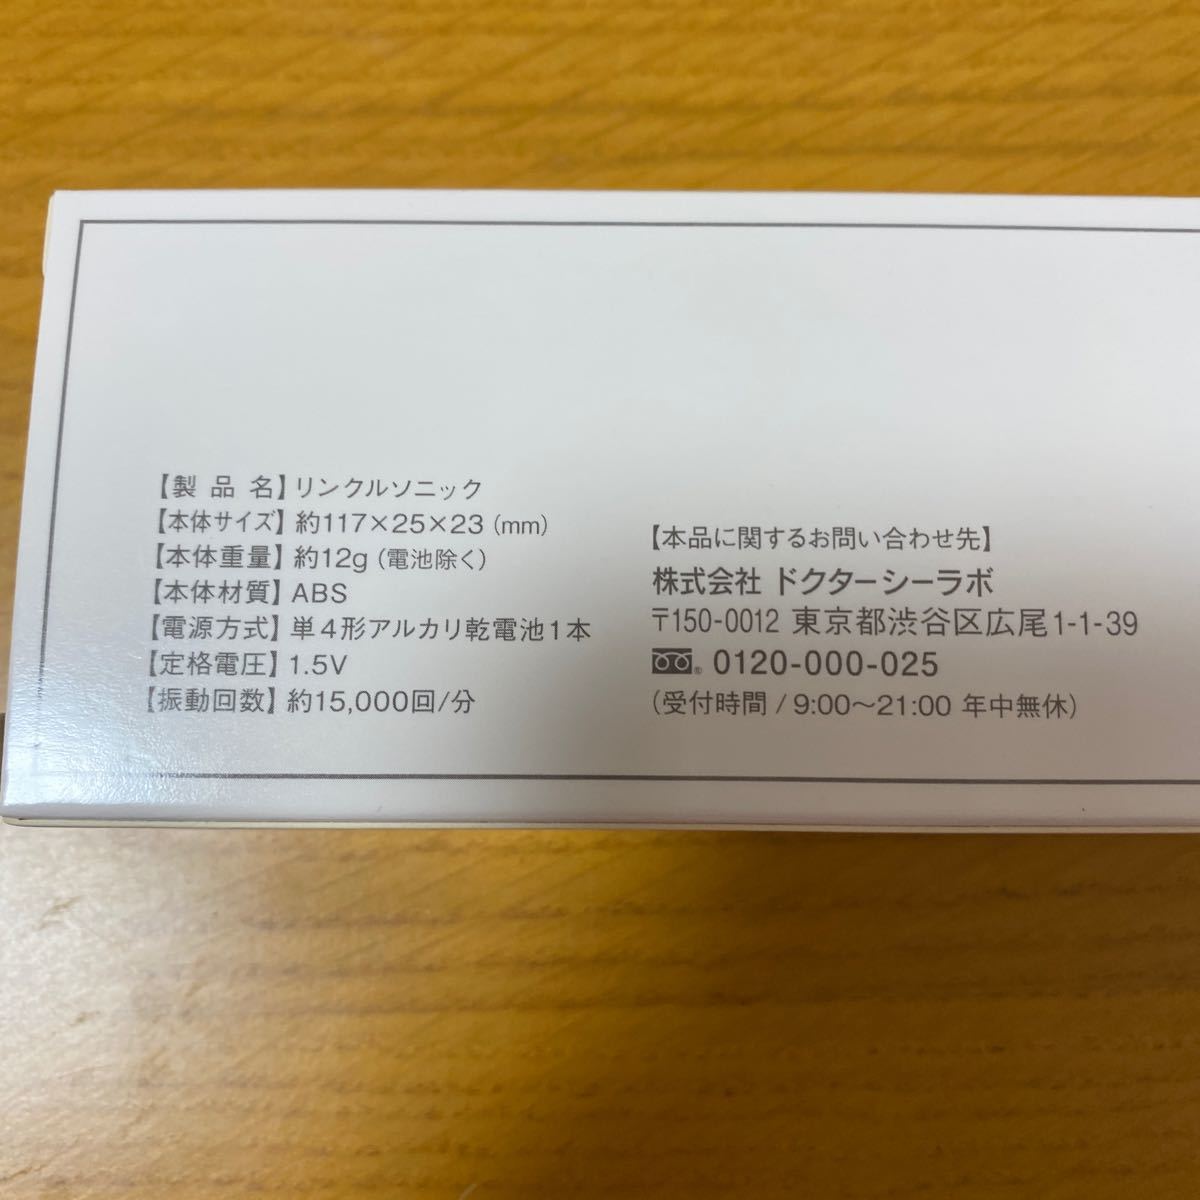 【製品名】リンクルソニック
【本体サイズ】約117×25×23(mm)
【本体重量】約12g(電池除く)
【本体材質】ABS
【電源方式】単4形アルカリ乾電池1本
【定格電圧】1.5V
【振動回数】約15,000回/分
【本品に関するお問い合わせ先】
株式会社 ドクターシーラボ
〒150-0012 東京都渋谷区広尾1-1-39
0120-000-025
(受付時間/9:00〜21:00 年中無休)